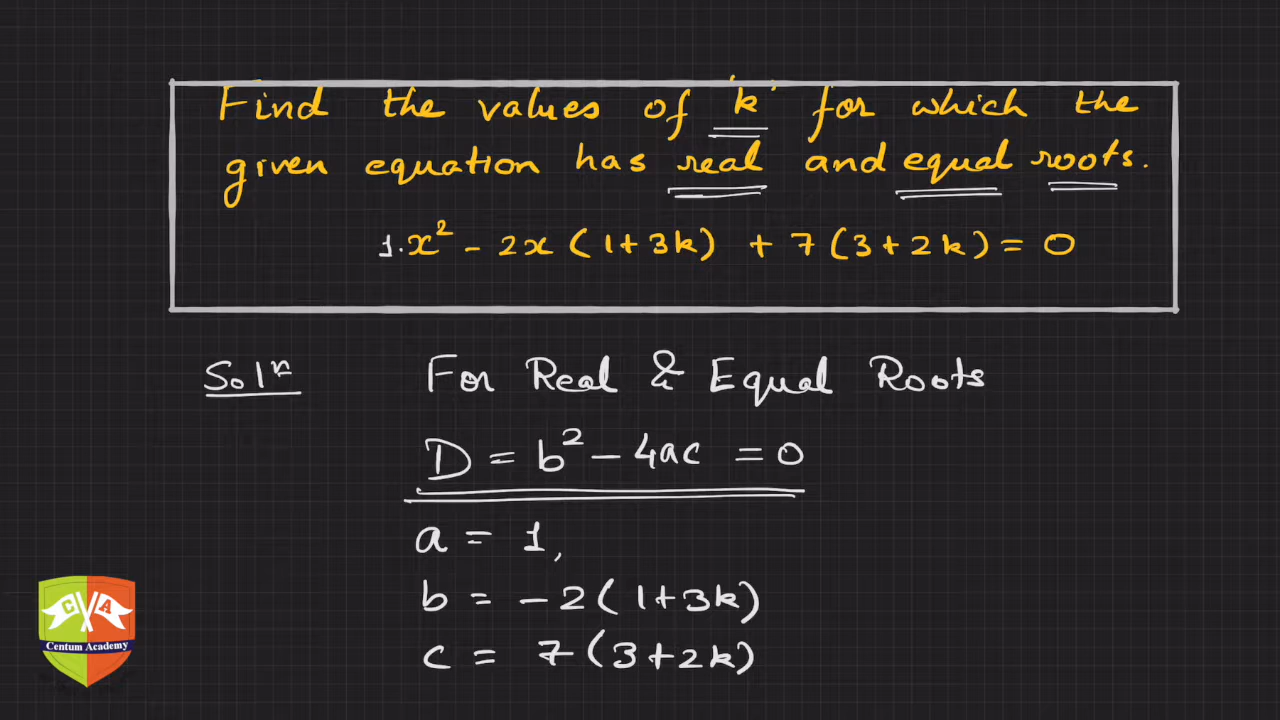 Find the values of 'k' for which the
given equation has real and equal roots.
1.x² - 2x (1+3k) + 7 (3+2k) = 0
Solⁿ For Real & Equal Roots
D = b² - 4ac = 0
a = 1,
b = -2(1+3k)
c = 7(3+2k)
C A
Centum Academy